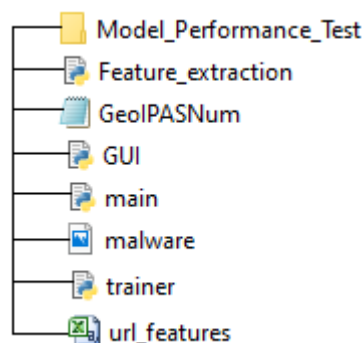 Model_Performance_Test
Feature_extraction
GeoIPASNum
GUI
main
malware
trainer
url_features